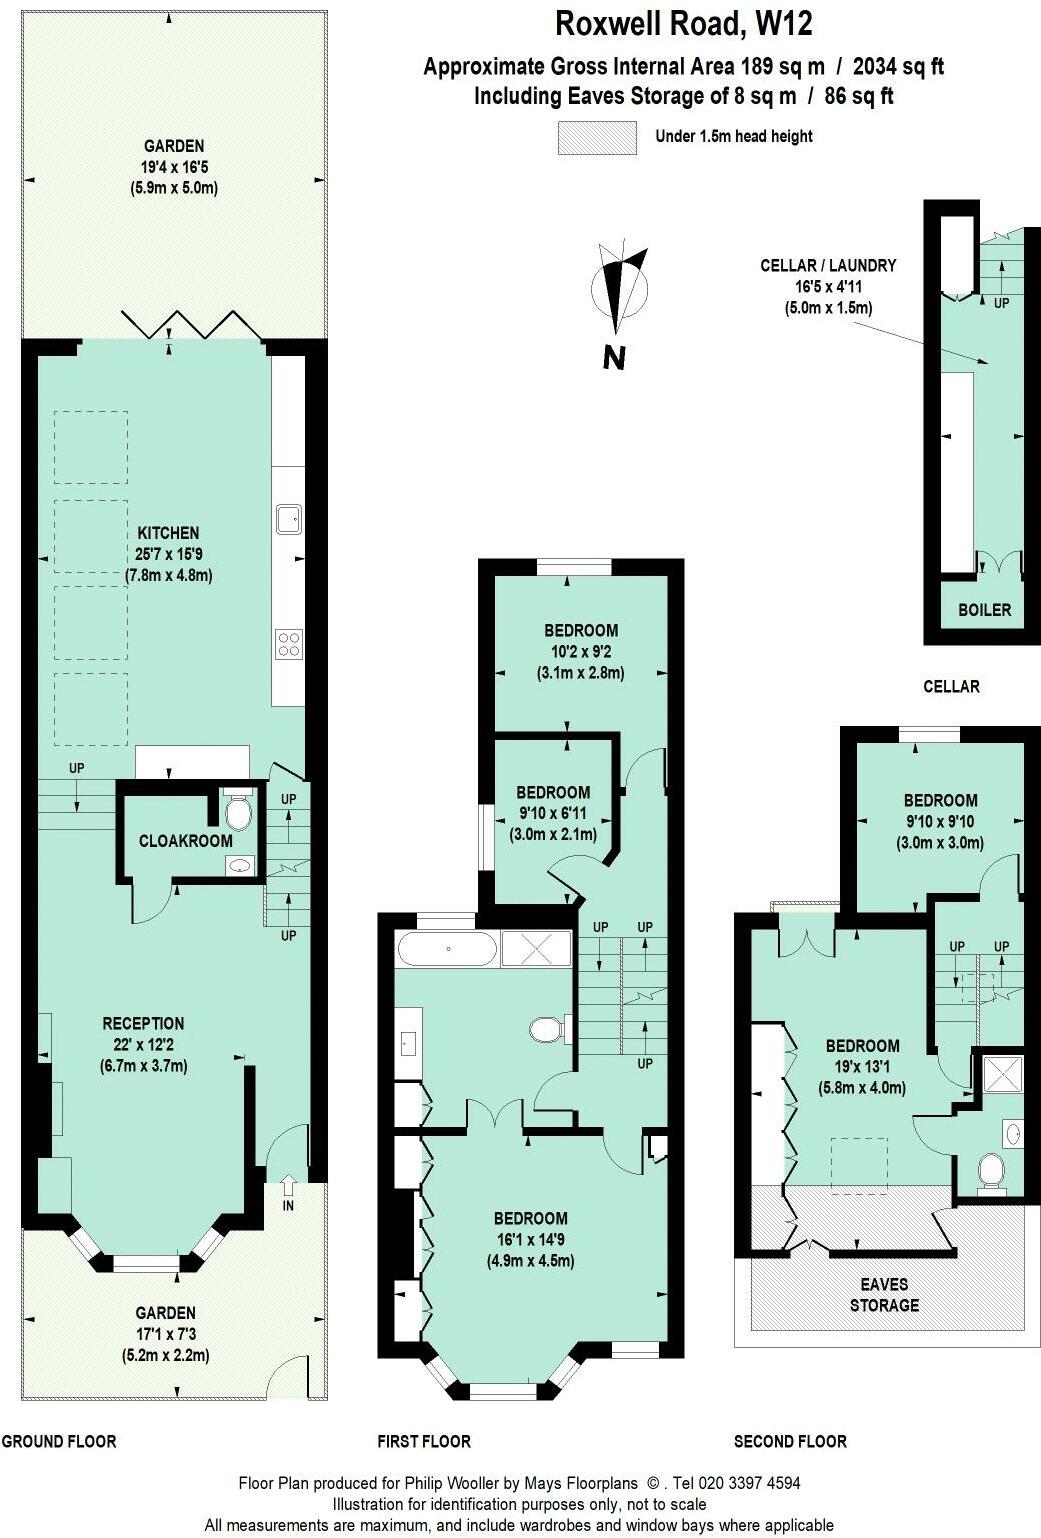 Roxwell Road, W12
Approximate Gross Internal Area 189 sq m / 2034 sq ft
Including Eaves Storage of 8 sq m / 86 sq ft
Under 1.5m head height
GARDEN
19'4 x 16'5
(5.9m x 5.0m)
N
CELLAR / LAUNDRY
16'5 x 4'11
(5.0m x 1.5m)
UP
BOILER
CELLAR
KITCHEN
25'7 x 15'9
(7.8m x 4.8m)
UP
UP
CLOAKROOM
UP
RECEPTION
22' x 12'2
(6.7m x 3.7m)
IN
GARDEN
17'1 x 7'3
(5.2m x 2.2m)
GROUND FLOOR
BEDROOM
10'2 x 9'2
(3.1m x 2.8m)
BEDROOM
9'10 x 6'11
(3.0m x 2.1m)
UP
UP
UP
BEDROOM
16'1 x 14'9
(4.9m x 4.5m)
FIRST FLOOR
BEDROOM
9'10 x 9'10
(3.0m x 3.0m)
UP
UP
BEDROOM
19'x 13'1
(5.8m x 4.0m)
EAVES
STORAGE
SECOND FLOOR
Floor Plan produced for Philip Wooller by Mays Floorplans © . Tel 020 3397 4594
Illustration for identification purposes only, not to scale
All measurements are maximum, and include wardrobes and window bays where applicable